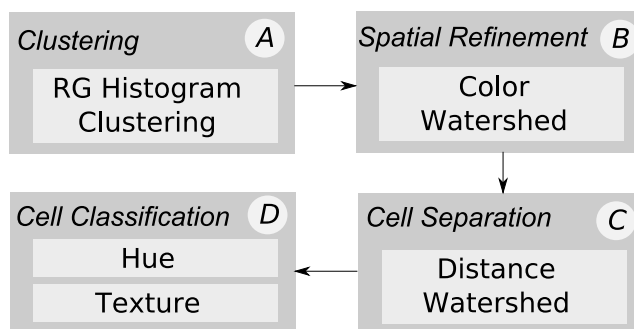 Clustering A
RG Histogram
Clustering
Spatial Refinement B
Color
Watershed
Cell Separation C
Distance
Watershed
Cell Classification D
Hue
Texture